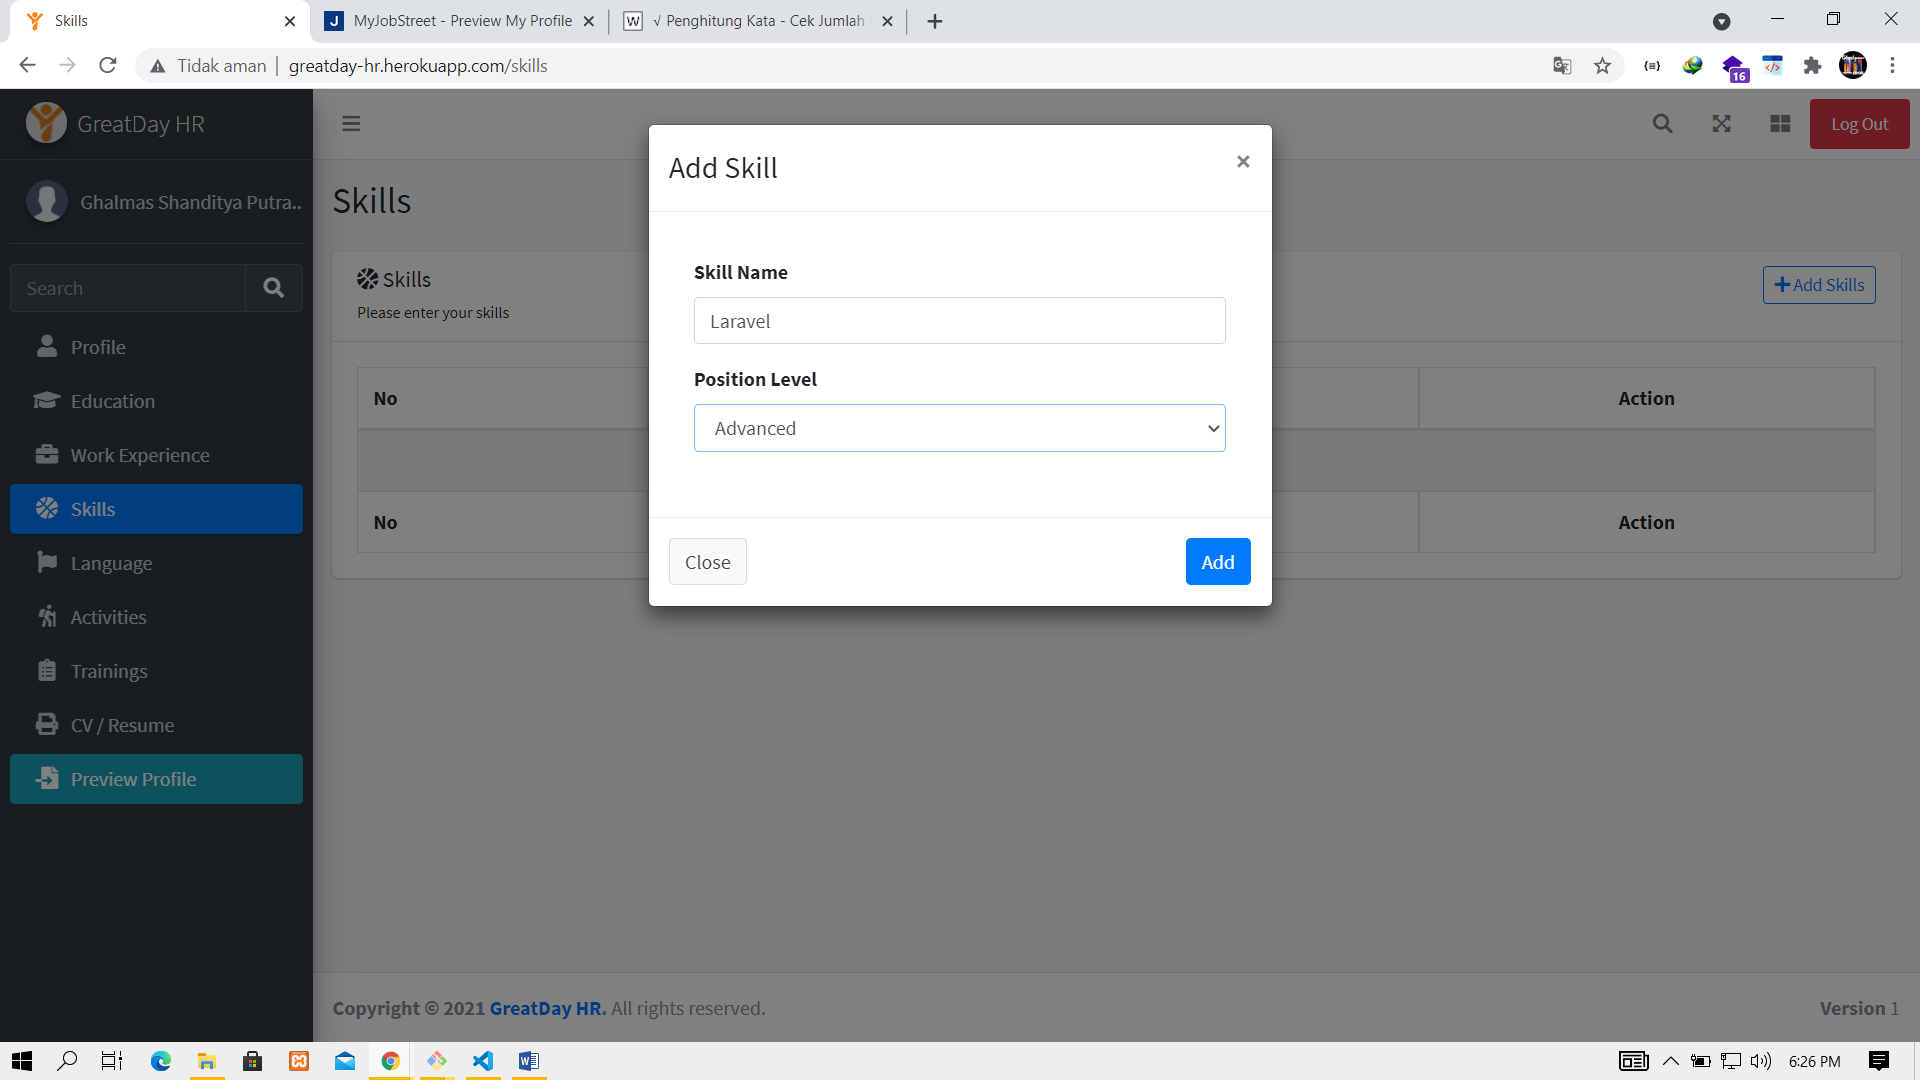 Skills
MyJobStreet - Preview My Profile
√ Penghitung Kata - Cek Jumlah
Tidak aman
greatday-hr.herokuapp.com/skills
16
GreatDay HR
Log Out
Ghalmas Shanditya Putra..
Search
Profile
Education
Work Experience
Skills
Language
Activities
Trainings
CV / Resume
Preview Profile
Skills
Skills
Please enter your skills
Add Skills
No
Action
No
Action
Add Skill
×
Skill Name
Laravel
Position Level
Advanced
Close
Add
Copyright © 2021 GreatDay HR. All rights reserved.
Version 1
6:26 PM